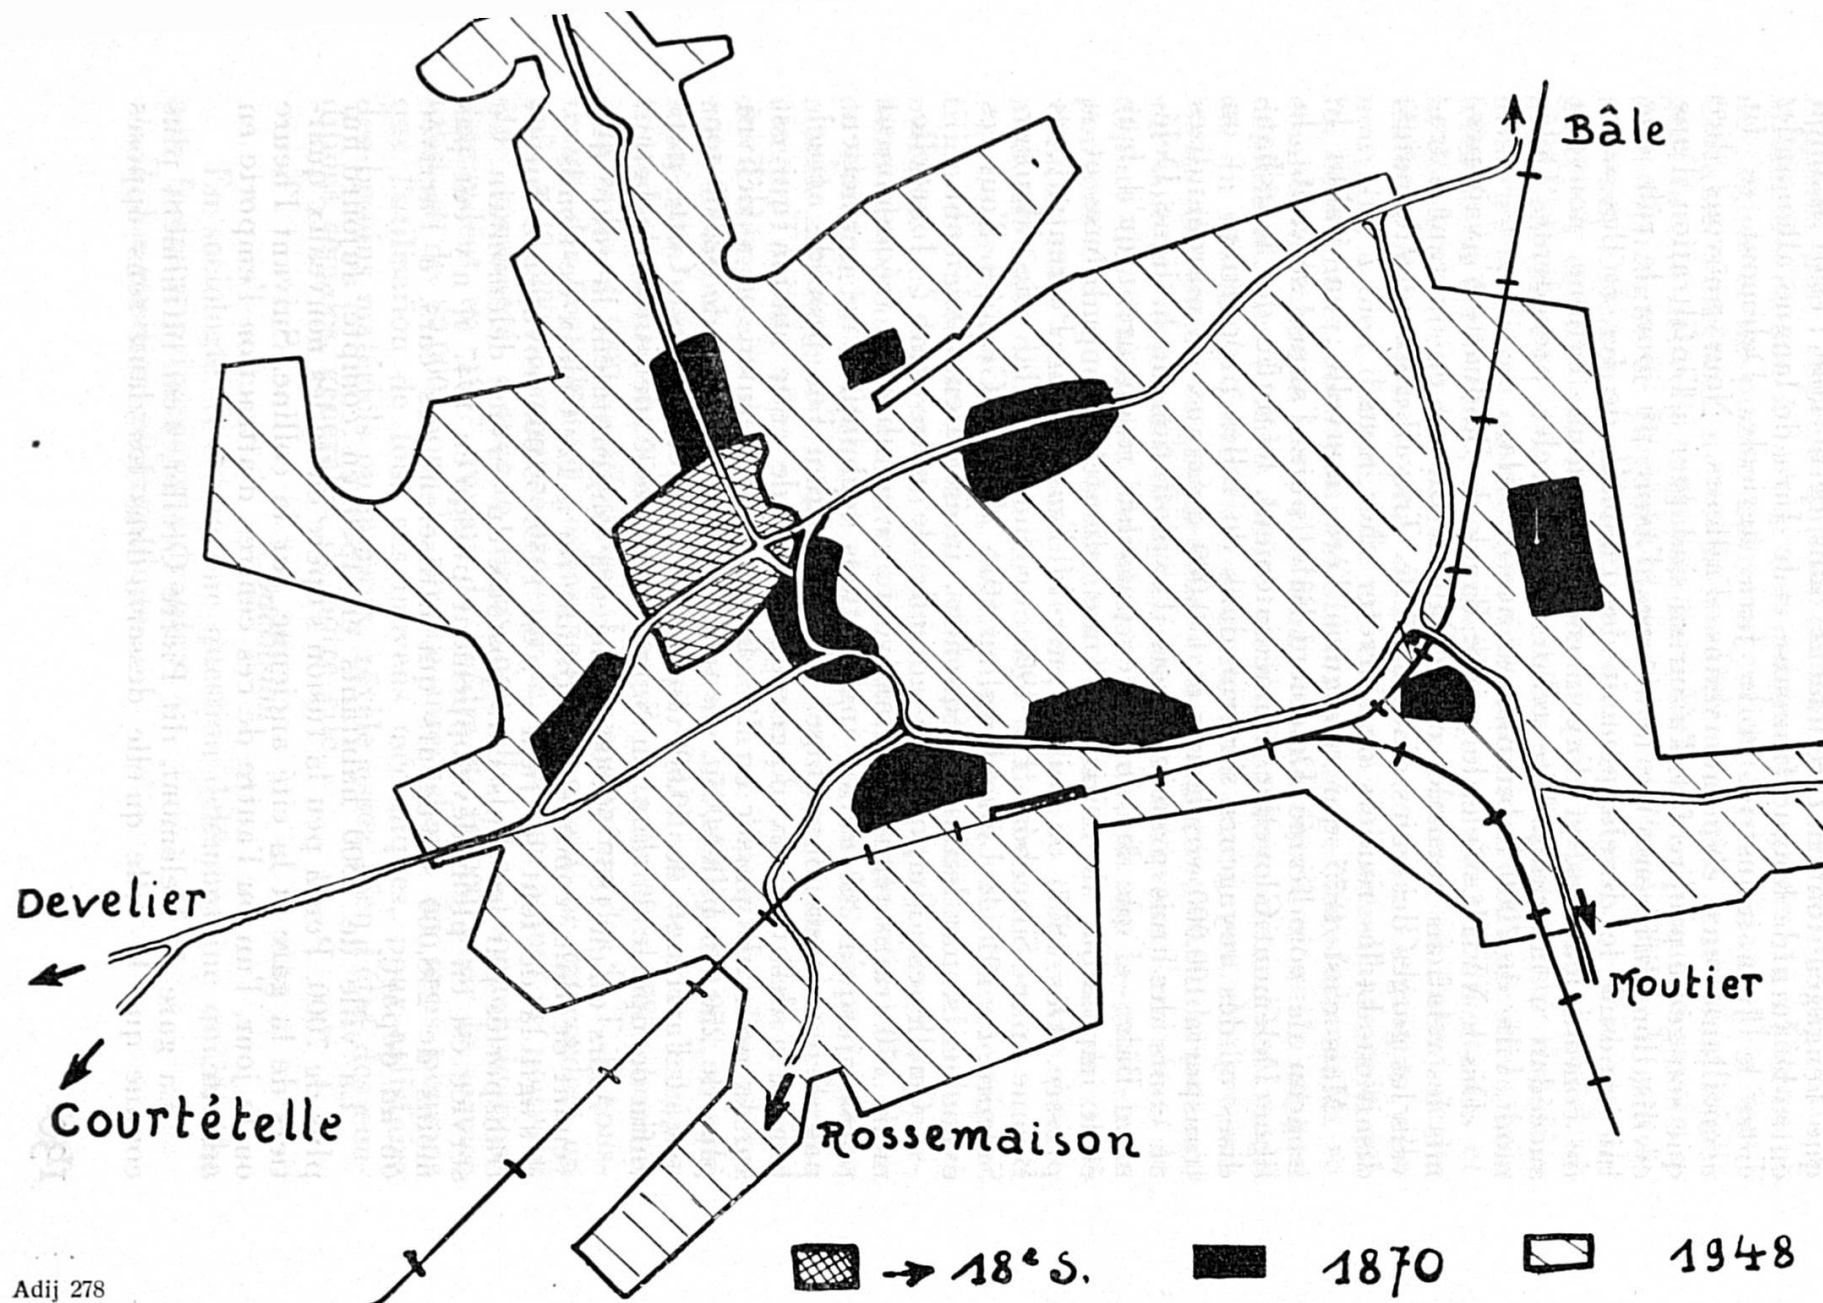 Bâle
Develier
Moutier
Courtételle
Rossemaison
→ 18e S.
1870
1948
Adij 278